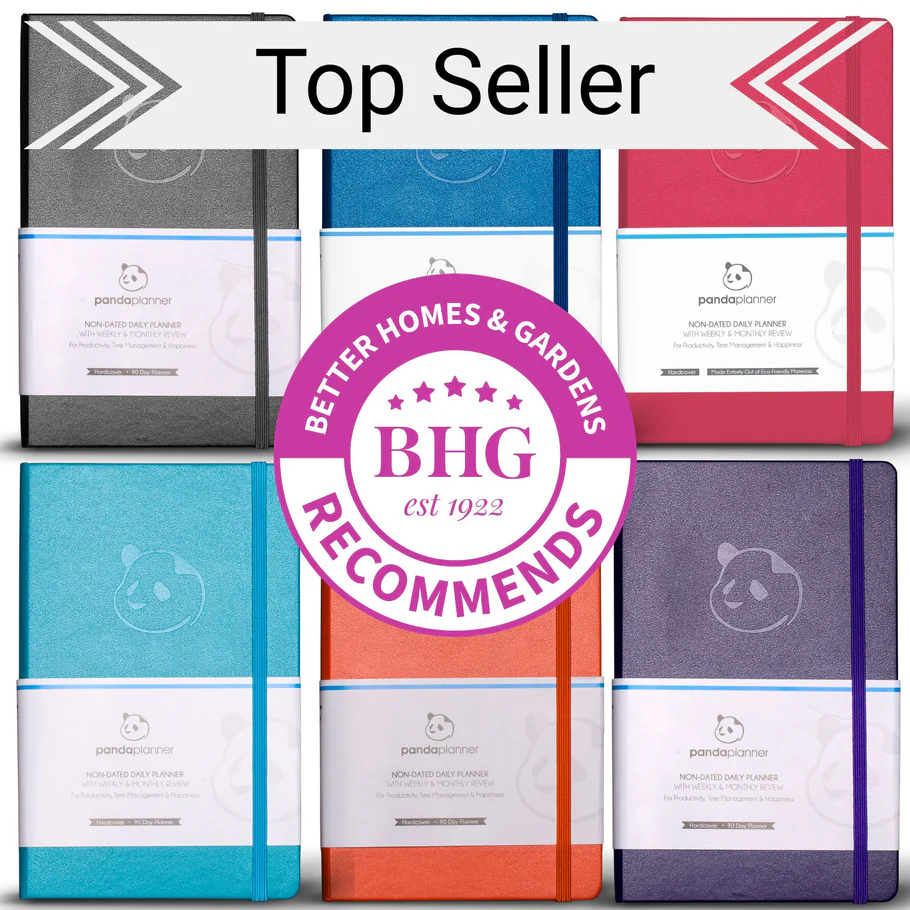 Top Seller
pandaplanner
NON-DATED DAILY PLANNER
WITH WEEKLY & MONTHLY REVIEW
For Productivity, Time Management & Happiness
Hardcover • 90 Day Planner
pandaplanner
NON-DATED DAILY PLANNER
WITH WEEKLY & MONTHLY REVIEW
For Productivity, Time Management & Happiness
Hardcover
Made Entirely Out of Eco-Friendly Materials
BETTER HOMES & GARDENS
BHG
est 1922
RECOMMENDS
pandaplanner
NON-DATED DAILY PLANNER
WITH WEEKLY & MONTHLY REVIEW
For Productivity, Time Management & Happiness
Hardcover • 90 Day Planner
pandaplanner
NON-DATED DAILY PLANNER
WITH WEEKLY & MONTHLY REVIEW
For Productivity, Time Management & Happiness
Hardcover • 90 Day Planner
pandaplanner
NON-DATED DAILY PLANNER
WITH WEEKLY & MONTHLY REVIEW
For Productivity, Time Management & Happiness
Hardcover • 90 Day Planner